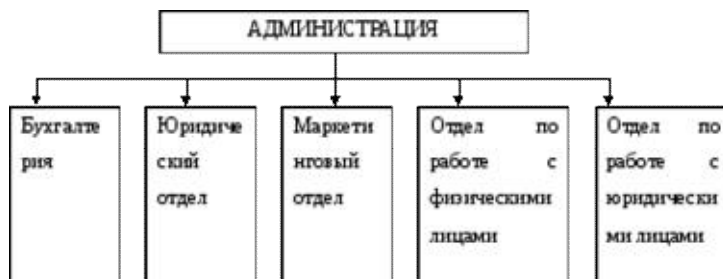 АДМИНИСТРАЦИЯ
Бухгалте
рия
Юридиче
ский
отдел
Маркети
нговый
отдел
Отдел по
работе с
физическими
лицами
Отдел по
работе с
юридически
ми лицами